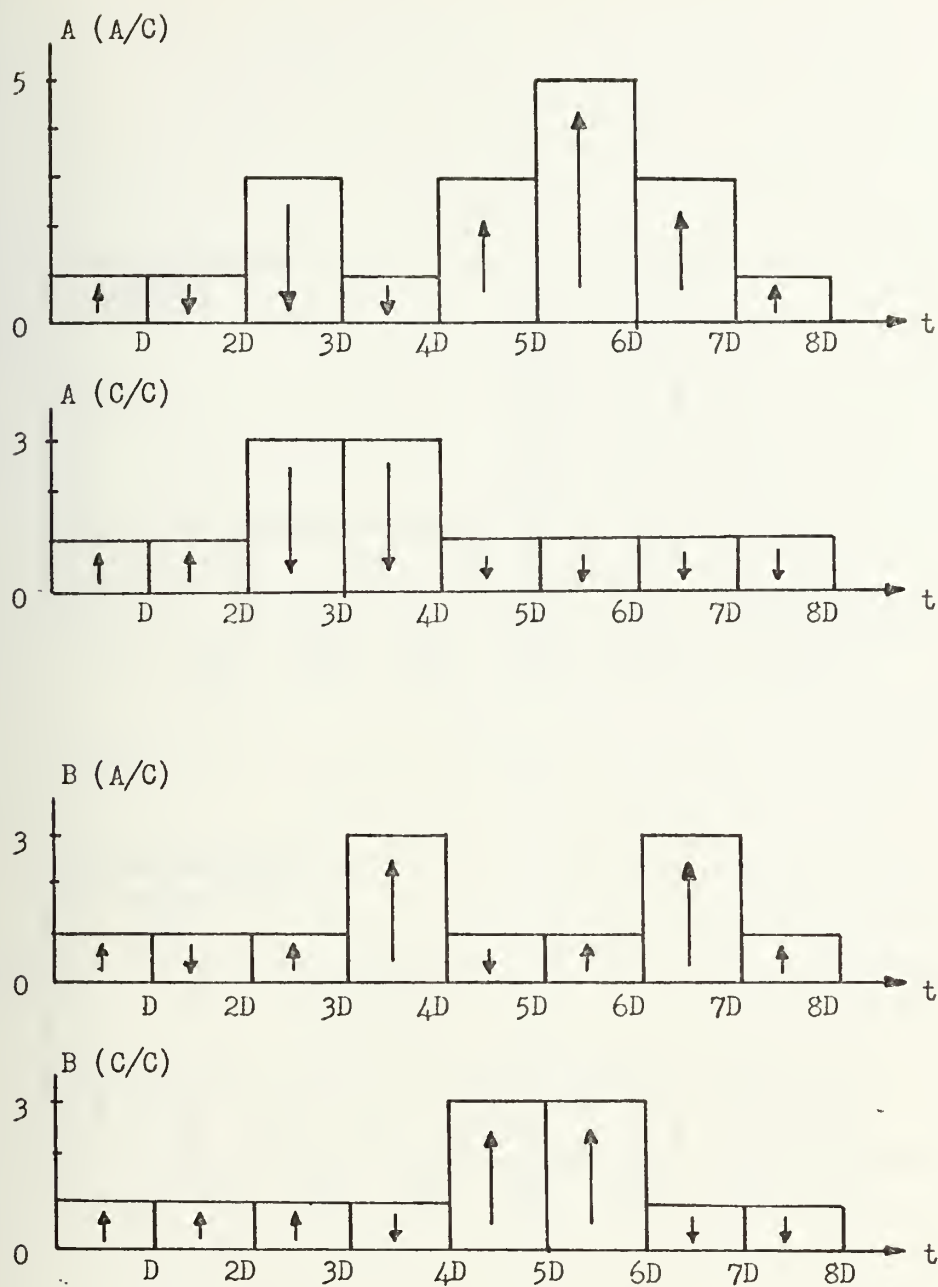 A (A/C)
5
0
D 2D 3D 4D 5D 6D 7D 8D t
A (C/C)
3
0
D 2D 3D 4D 5D 6D 7D 8D t
B (A/C)
3
0
D 2D 3D 4D 5D 6D 7D 8D t
B (C/C)
3
0
D 2D 3D 4D 5D 6D 7D 8D t